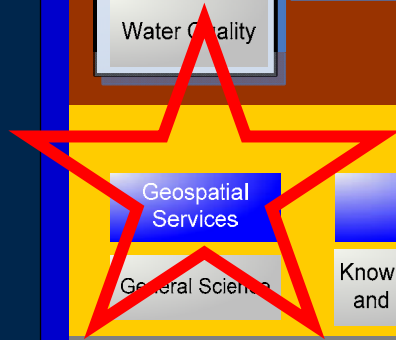 Water Quality
Geospatial
Services
General Science
Know
and